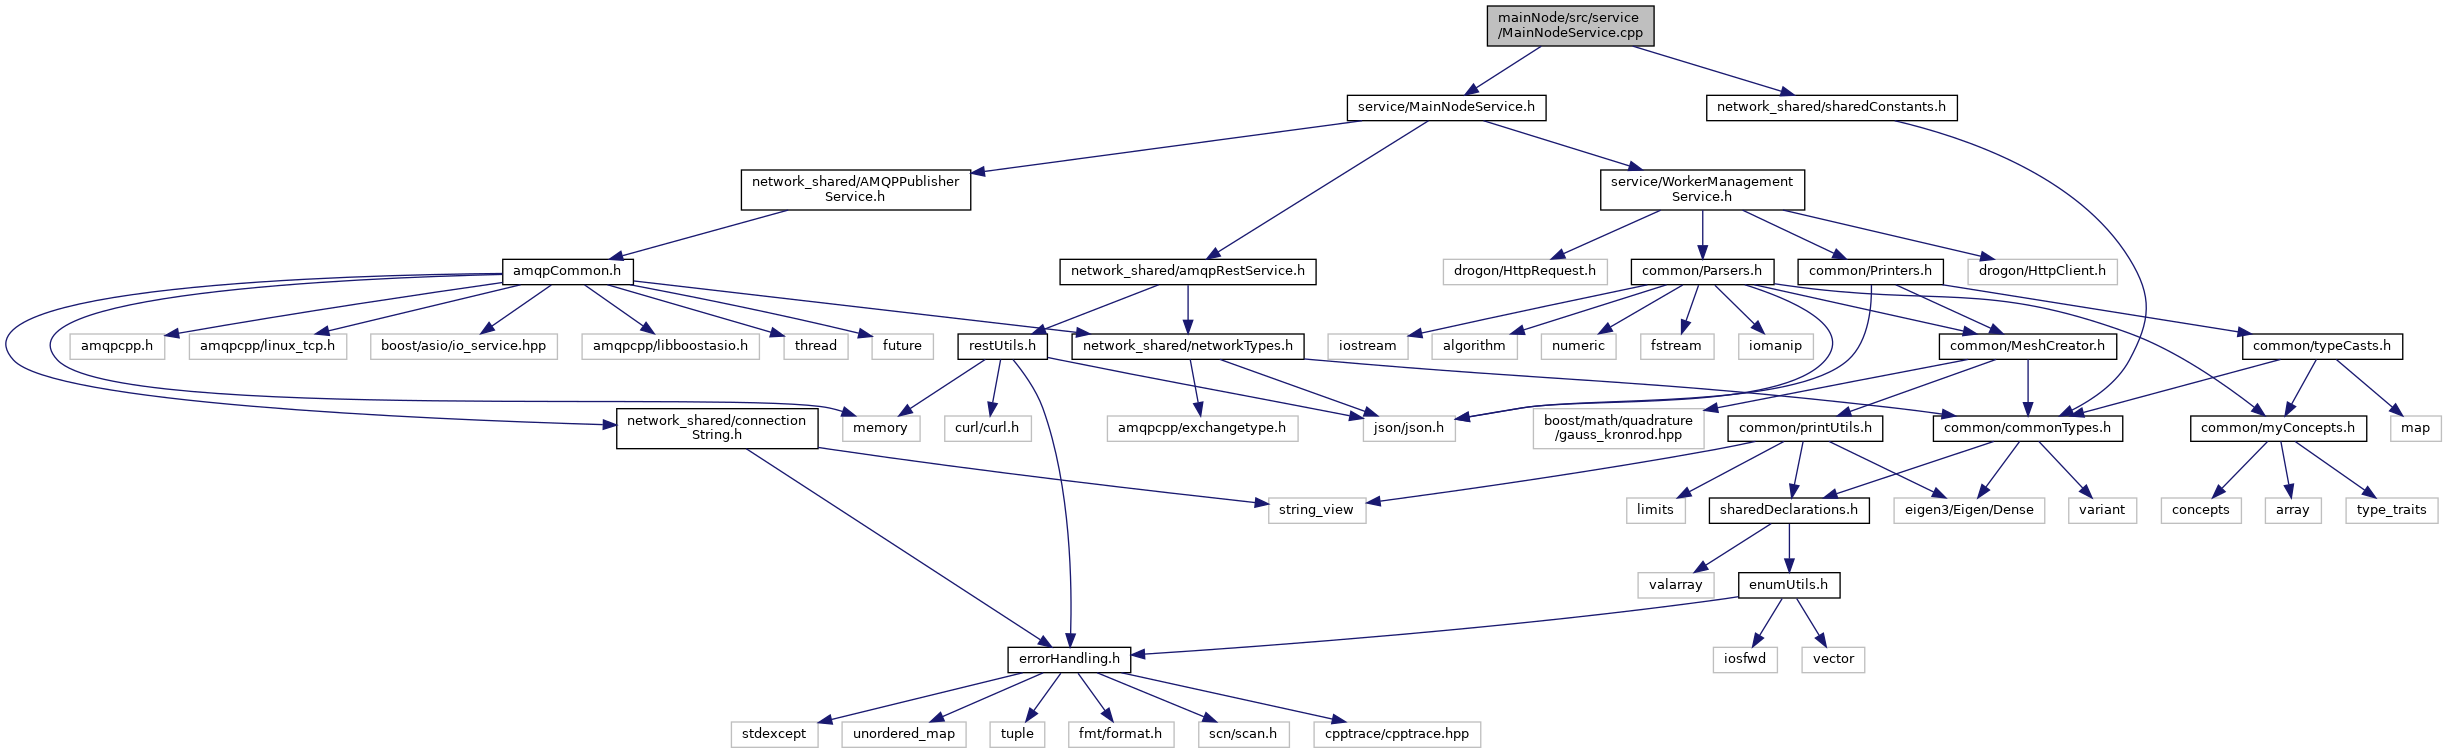 mainNode/src/service
/MainNodeService.cpp
service/MainNodeService.h
network_shared/sharedConstants.h
network_shared/AMQPPublisher
Service.h
service/WorkerManagement
Service.h
amqpCommon.h
network_shared/amqpRestService.h
drogon/HttpRequest.h
common/Parsers.h
common/Printers.h
drogon/HttpClient.h
amqpcpp.h
amqpcpp/linux_tcp.h
boost/asio/io_service.hpp
amqpcpp/libboostasio.h
thread
future
restUtils.h
network_shared/networkTypes.h
iostream
algorithm
numeric
fstream
iomanip
common/MeshCreator.h
common/typeCasts.h
network_shared/connection
String.h
memory
curl/curl.h
amqpcpp/exchangetype.h
json/json.h
boost/math/quadrature
/gauss_kronrod.hpp
common/printUtils.h
common/commonTypes.h
common/myConcepts.h
map
string_view
limits
sharedDeclarations.h
eigen3/Eigen/Dense
variant
concepts
array
type_traits
valarray
enumUtils.h
errorHandling.h
iosfwd
vector
stdexcept
unordered_map
tuple
fmt/format.h
scn/scan.h
cpptrace/cpptrace.hpp